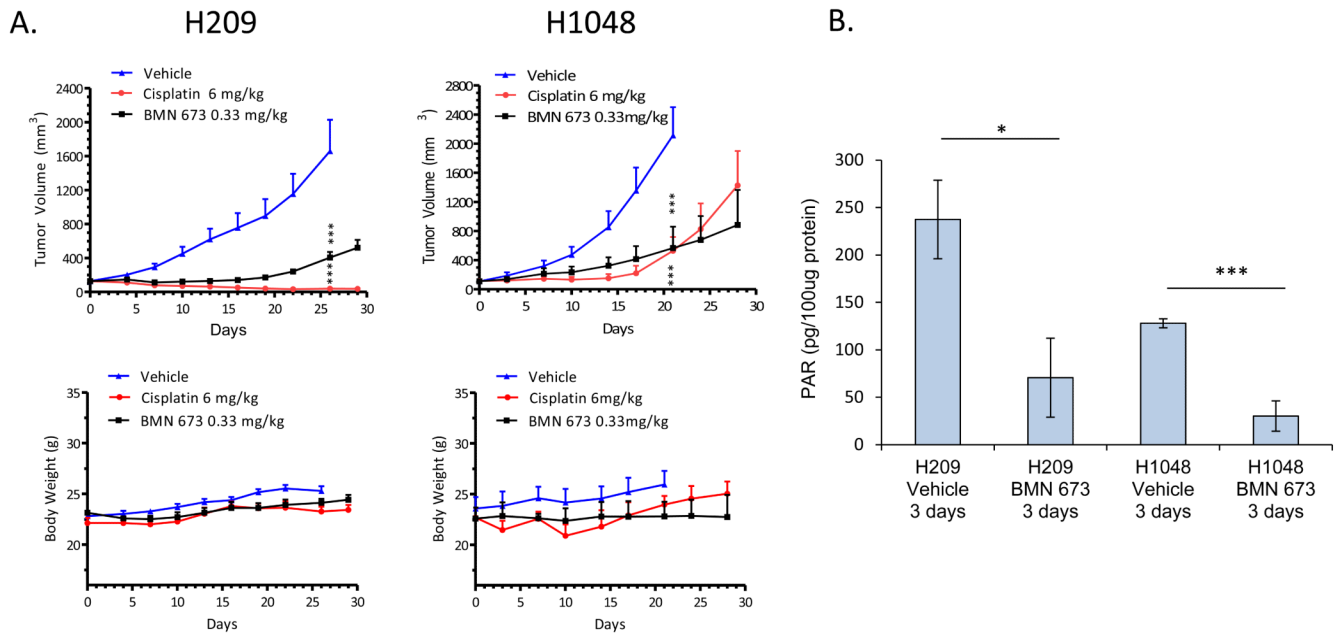 A.
H209
H1048
B.
Vehicle
Cisplatin 6 mg/kg
BMN 673 0.33 mg/kg
Tumor Volume (mm3)
2400
2000
1600
1200
800
400
0
***
***
0 5 10 15 20 25 30
Days
Vehicle
Cisplatin 6 mg/kg
BMN 673 0.33mg/kg
Tumor Volume (mm 3)
2800
2400
2000
1600
1200
800
400
0
***
***
0 5 10 15 20 25 30
Days
Vehicle
Cisplatin 6 mg/kg
BMN 673 0.33 mg/kg
Body Weight (g)
35
30
25
20
0 5 10 15 20 25 30
Days
Vehicle
Cisplatin 6mg/kg
BMN 673 0.33mg/kg
Body Weight (g)
35
30
25
20
0 5 10 15 20 25 30
Days
PAR (pg/100ug protein)
300
250
200
150
100
50
0
*
***
H209
Vehicle
3 days
H209
BMN 673
3 days
H1048
Vehicle
3 days
H1048
BMN 673
3 days